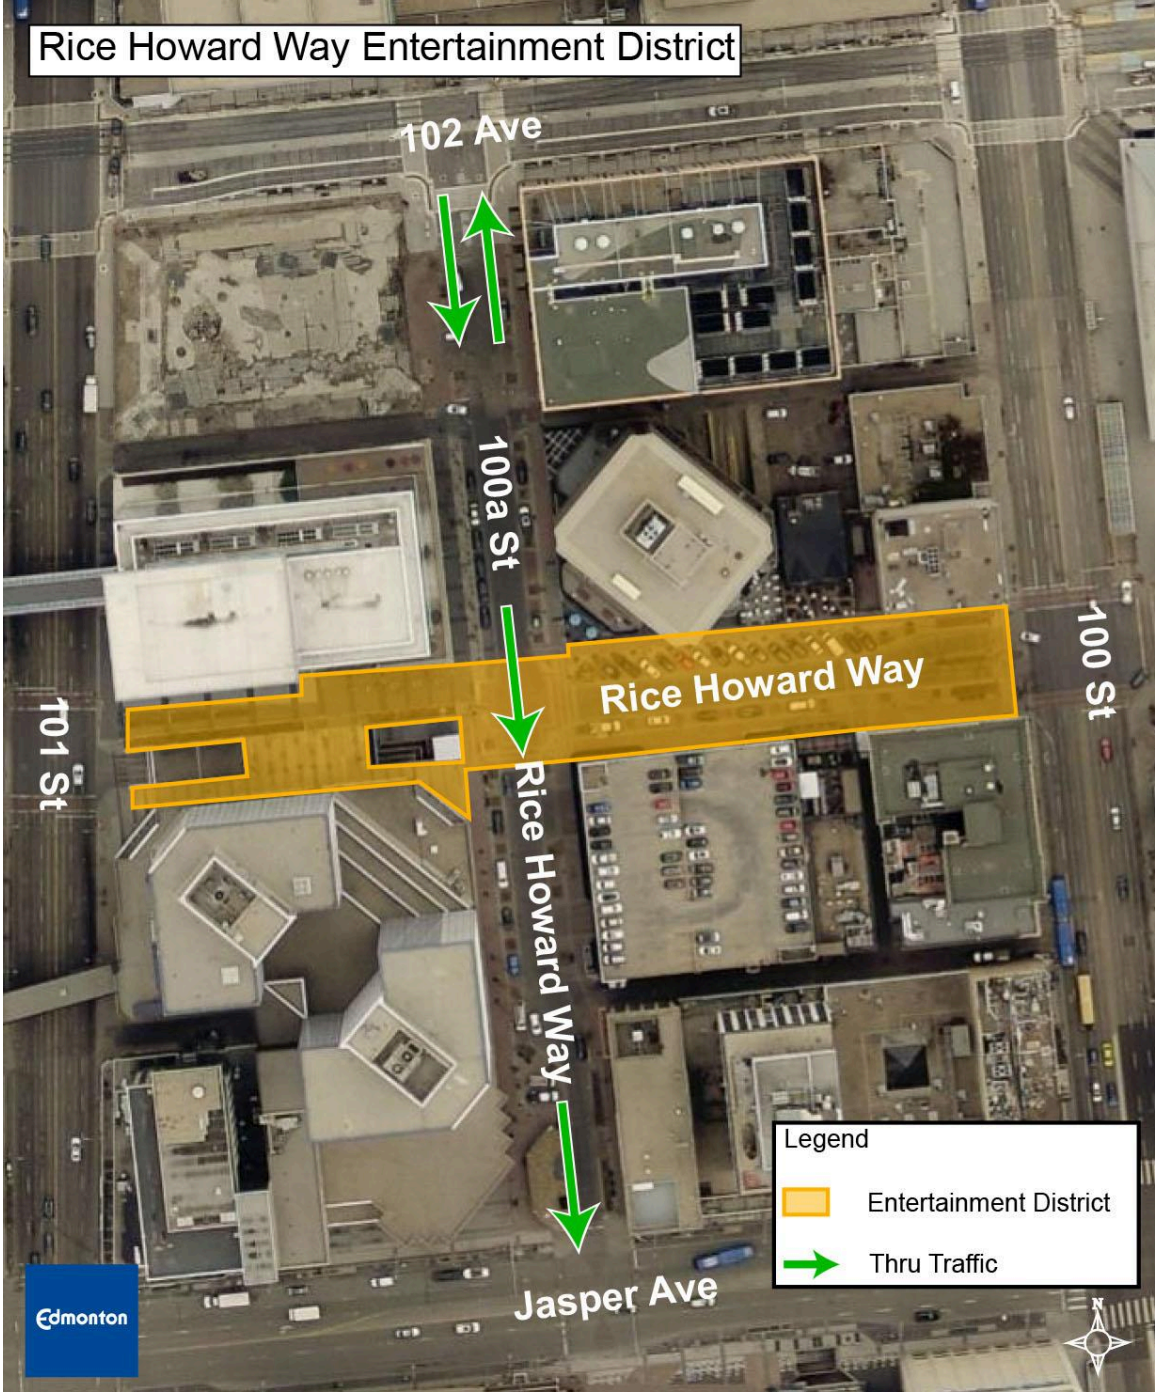 Rice Howard Way Entertainment District
102 Ave
100a St
Rice Howard Way
100 St
101 St
Rice Howard Way
Legend
Entertainment District
Thru Traffic
Jasper Ave
Edmonton
N